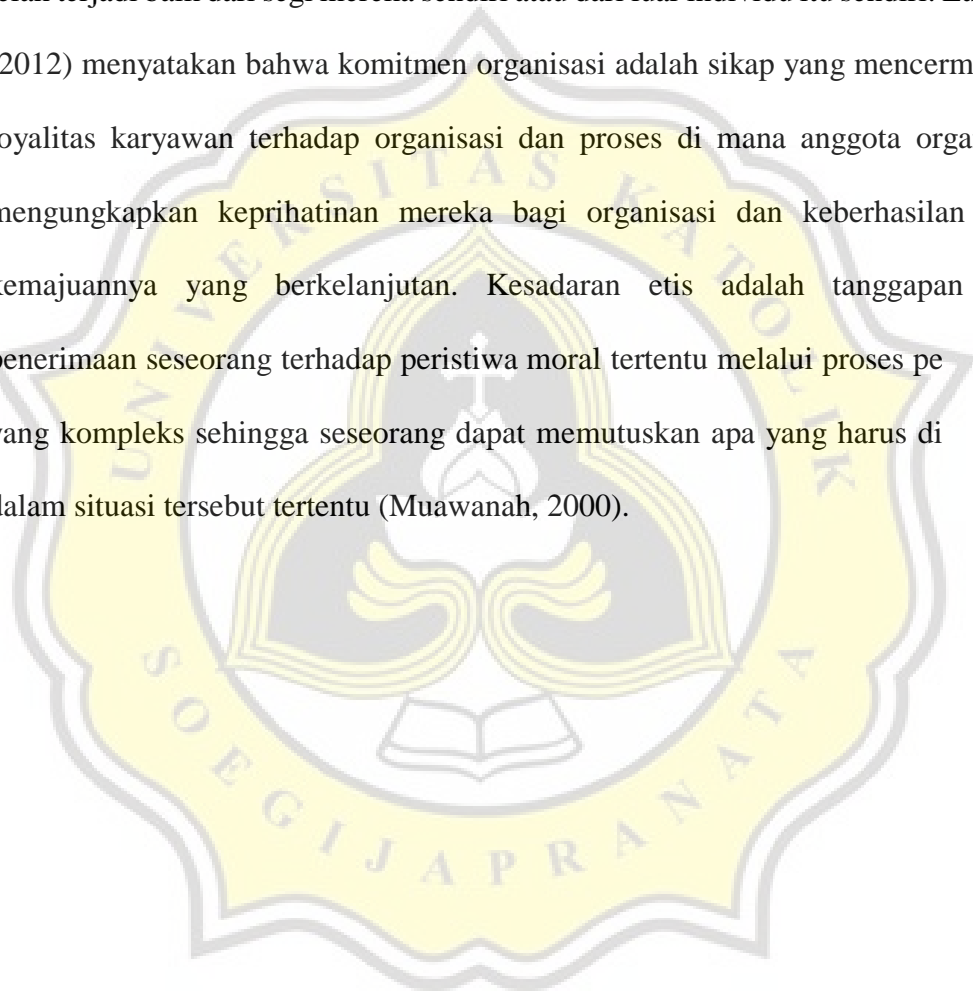 terjadi baik dari segi mereka sendiri atau dari luar individu itu sendiri.
2012) menyatakan bahwa komitmen organisasi adalah sikap yang mencerm
oyalitas karyawan terhadap organisasi dan proses di mana anggota orga
mengungkapkan keprihatinan mereka bagi organisasi dan keberhasilan
kemajuannya yang berkelanjutan. Kesadaran etis adalah tanggapan
penerimaan seseorang terhadap peristiwa moral tertentu melalui proses pe
yang kompleks sehingga seseorang dapat memutuskan apa yang harus di
dalam situasi tersebut tertentu (Muawanah, 2000).
UNIVERSITAS KATOLIK
SOEGIJAPRANATA